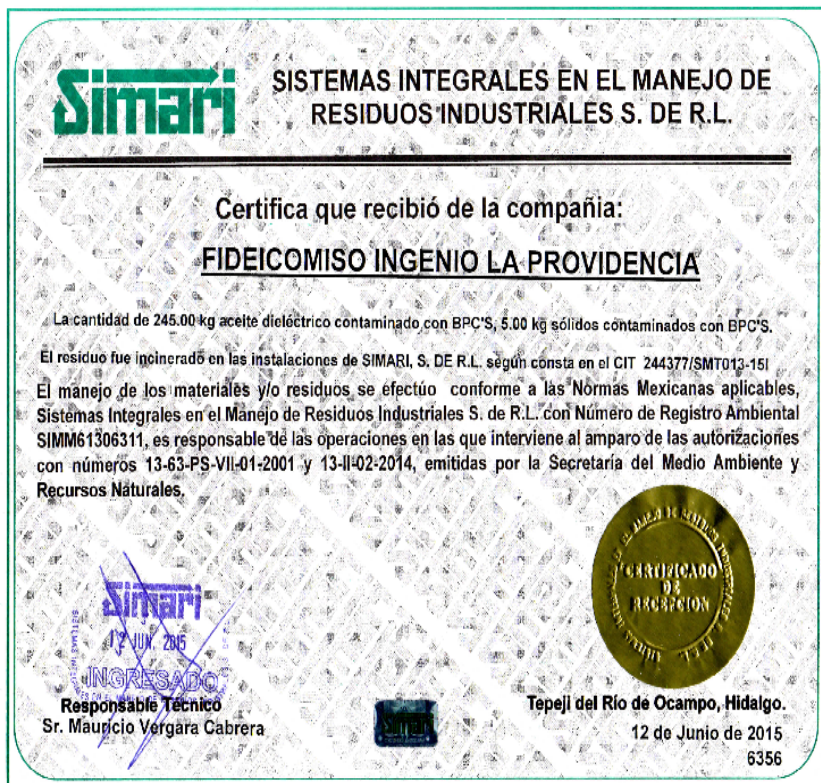 Simari
SISTEMAS INTEGRALES EN EL MANEJO DE
RESIDUOS INDUSTRIALES S. DE R.L.
Certifica que recibió de la compañia:
FIDEICOMISO INGENIO LA PROVIDENCIA
La cantidad de 245.00 kg aceite dieléctrico contaminado con BPC'S, 5.00 kg sólidos contaminados con BPC'S.
El residuo fue incinerado en las instalaciones de SIMARI, S. DE R.L. según consta en el CIT 244377/SMT013-15I
El manejo de los materiales y/o residuos se efectúo conforme a las Normas Mexicanas aplicables,
Sistemas Integrales en el Manejo de Residuos Industriales S. de R.L. con Número de Registro Ambiental
SIMM61306311, es responsable de las operaciones en las que interviene al amparo de las autorizaciones
con números 13-63-PS-VII-01-2001 y 13-II-02-2014, emitidas por la Secretaría del Medio Ambiente y
Recursos Naturales.
CERTIFICADO
DE
RECEPCION
Simari
12 JUN. 2015
INGRESADO
Responsable Técnico
Sr. Mauricio Vergara Cabrera
Simari
Tepeji del Río de Ocampo, Hidalgo.
12 de Junio de 2015
6356